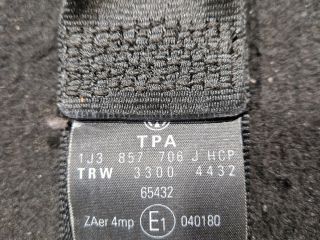 TPA
1J3 857 706 J HCP
TRW 3300 4432
65432
ZAer 4mp E1 040180